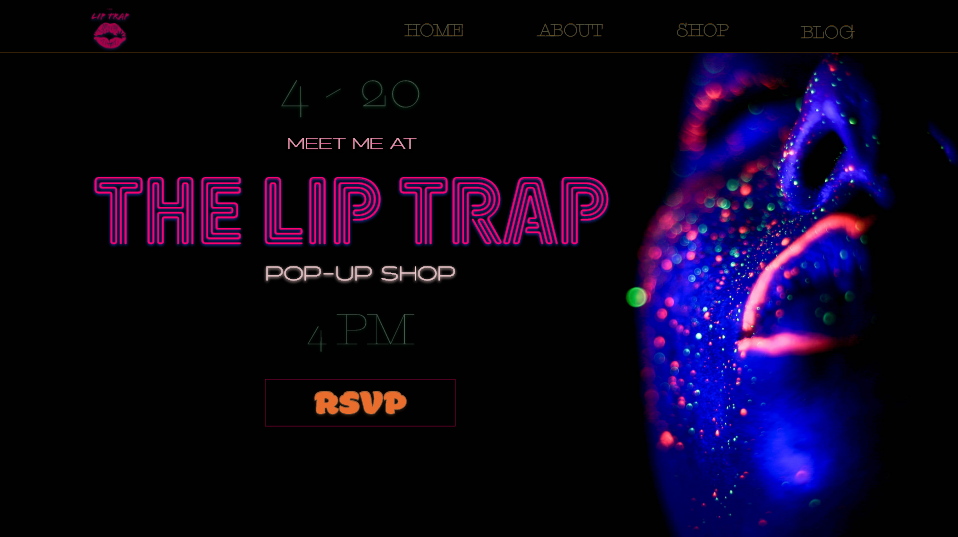 LIP TRAP
HOME ABOUT SHOP BLOG
4 - 20
MEET ME AT
THE LIP TRAP
POP-UP SHOP
4 PM
RSVP